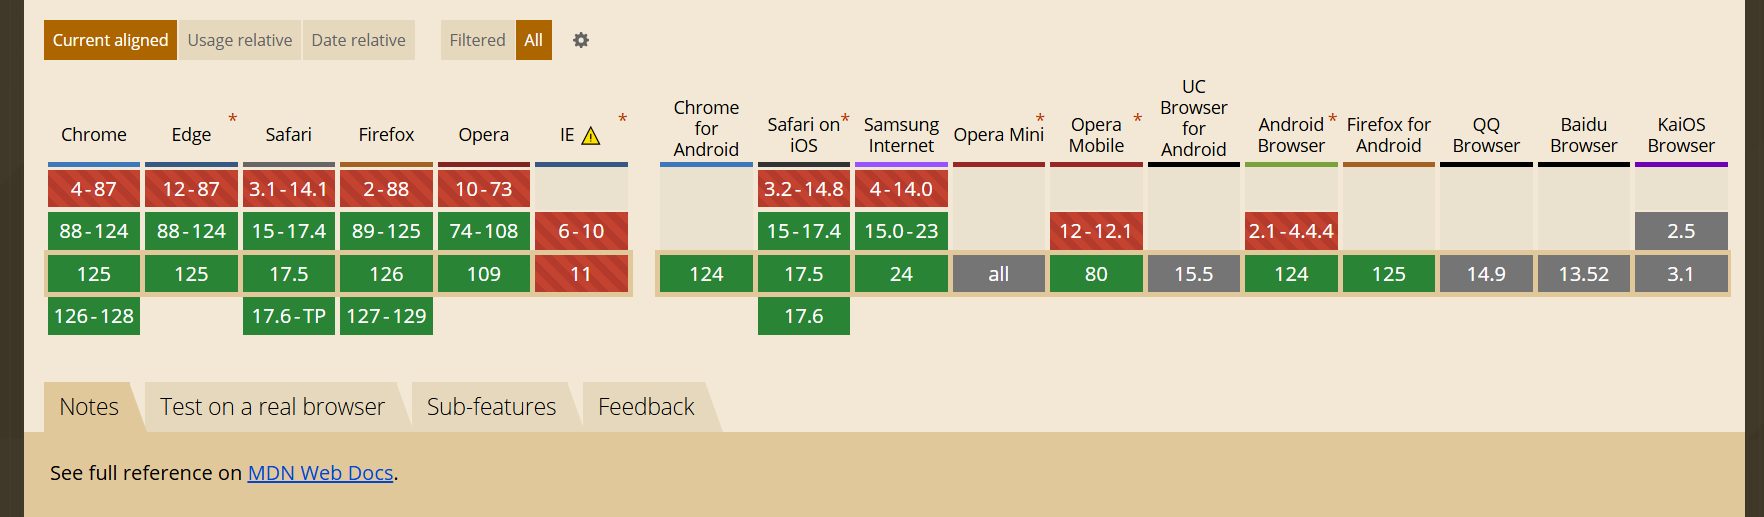 Current aligned Usage relative Date relative Filtered All
Chrome Edge * Safari Firefox Opera IE * Chrome for Android Safari on iOS * Samsung Internet Opera Mini * Opera Mobile * UC Browser for Android Android Browser * Firefox for Android QQ Browser Baidu Browser KaiOS Browser
4-87 12-87 3.1-14.1 2-88 10-73 3.2-14.8 4-14.0
88-124 88-124 15-17.4 89-125 74-108 6-10 15-17.4 15.0-23 12-12.1 2.1-4.4.4 2.5
125 125 17.5 126 109 11 124 17.5 24 all 80 15.5 124 125 14.9 13.52 3.1
126-128 17.6-TP 127-129 17.6
Notes Test on a real browser Sub-features Feedback
See full reference on MDN Web Docs.